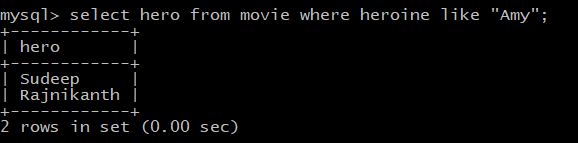 mysql> select hero from movie where heroine like "Amy";
+------------+
| hero       |
+------------+
| Sudeep     |
| Rajnikanth |
+------------+
2 rows in set (0.00 sec)